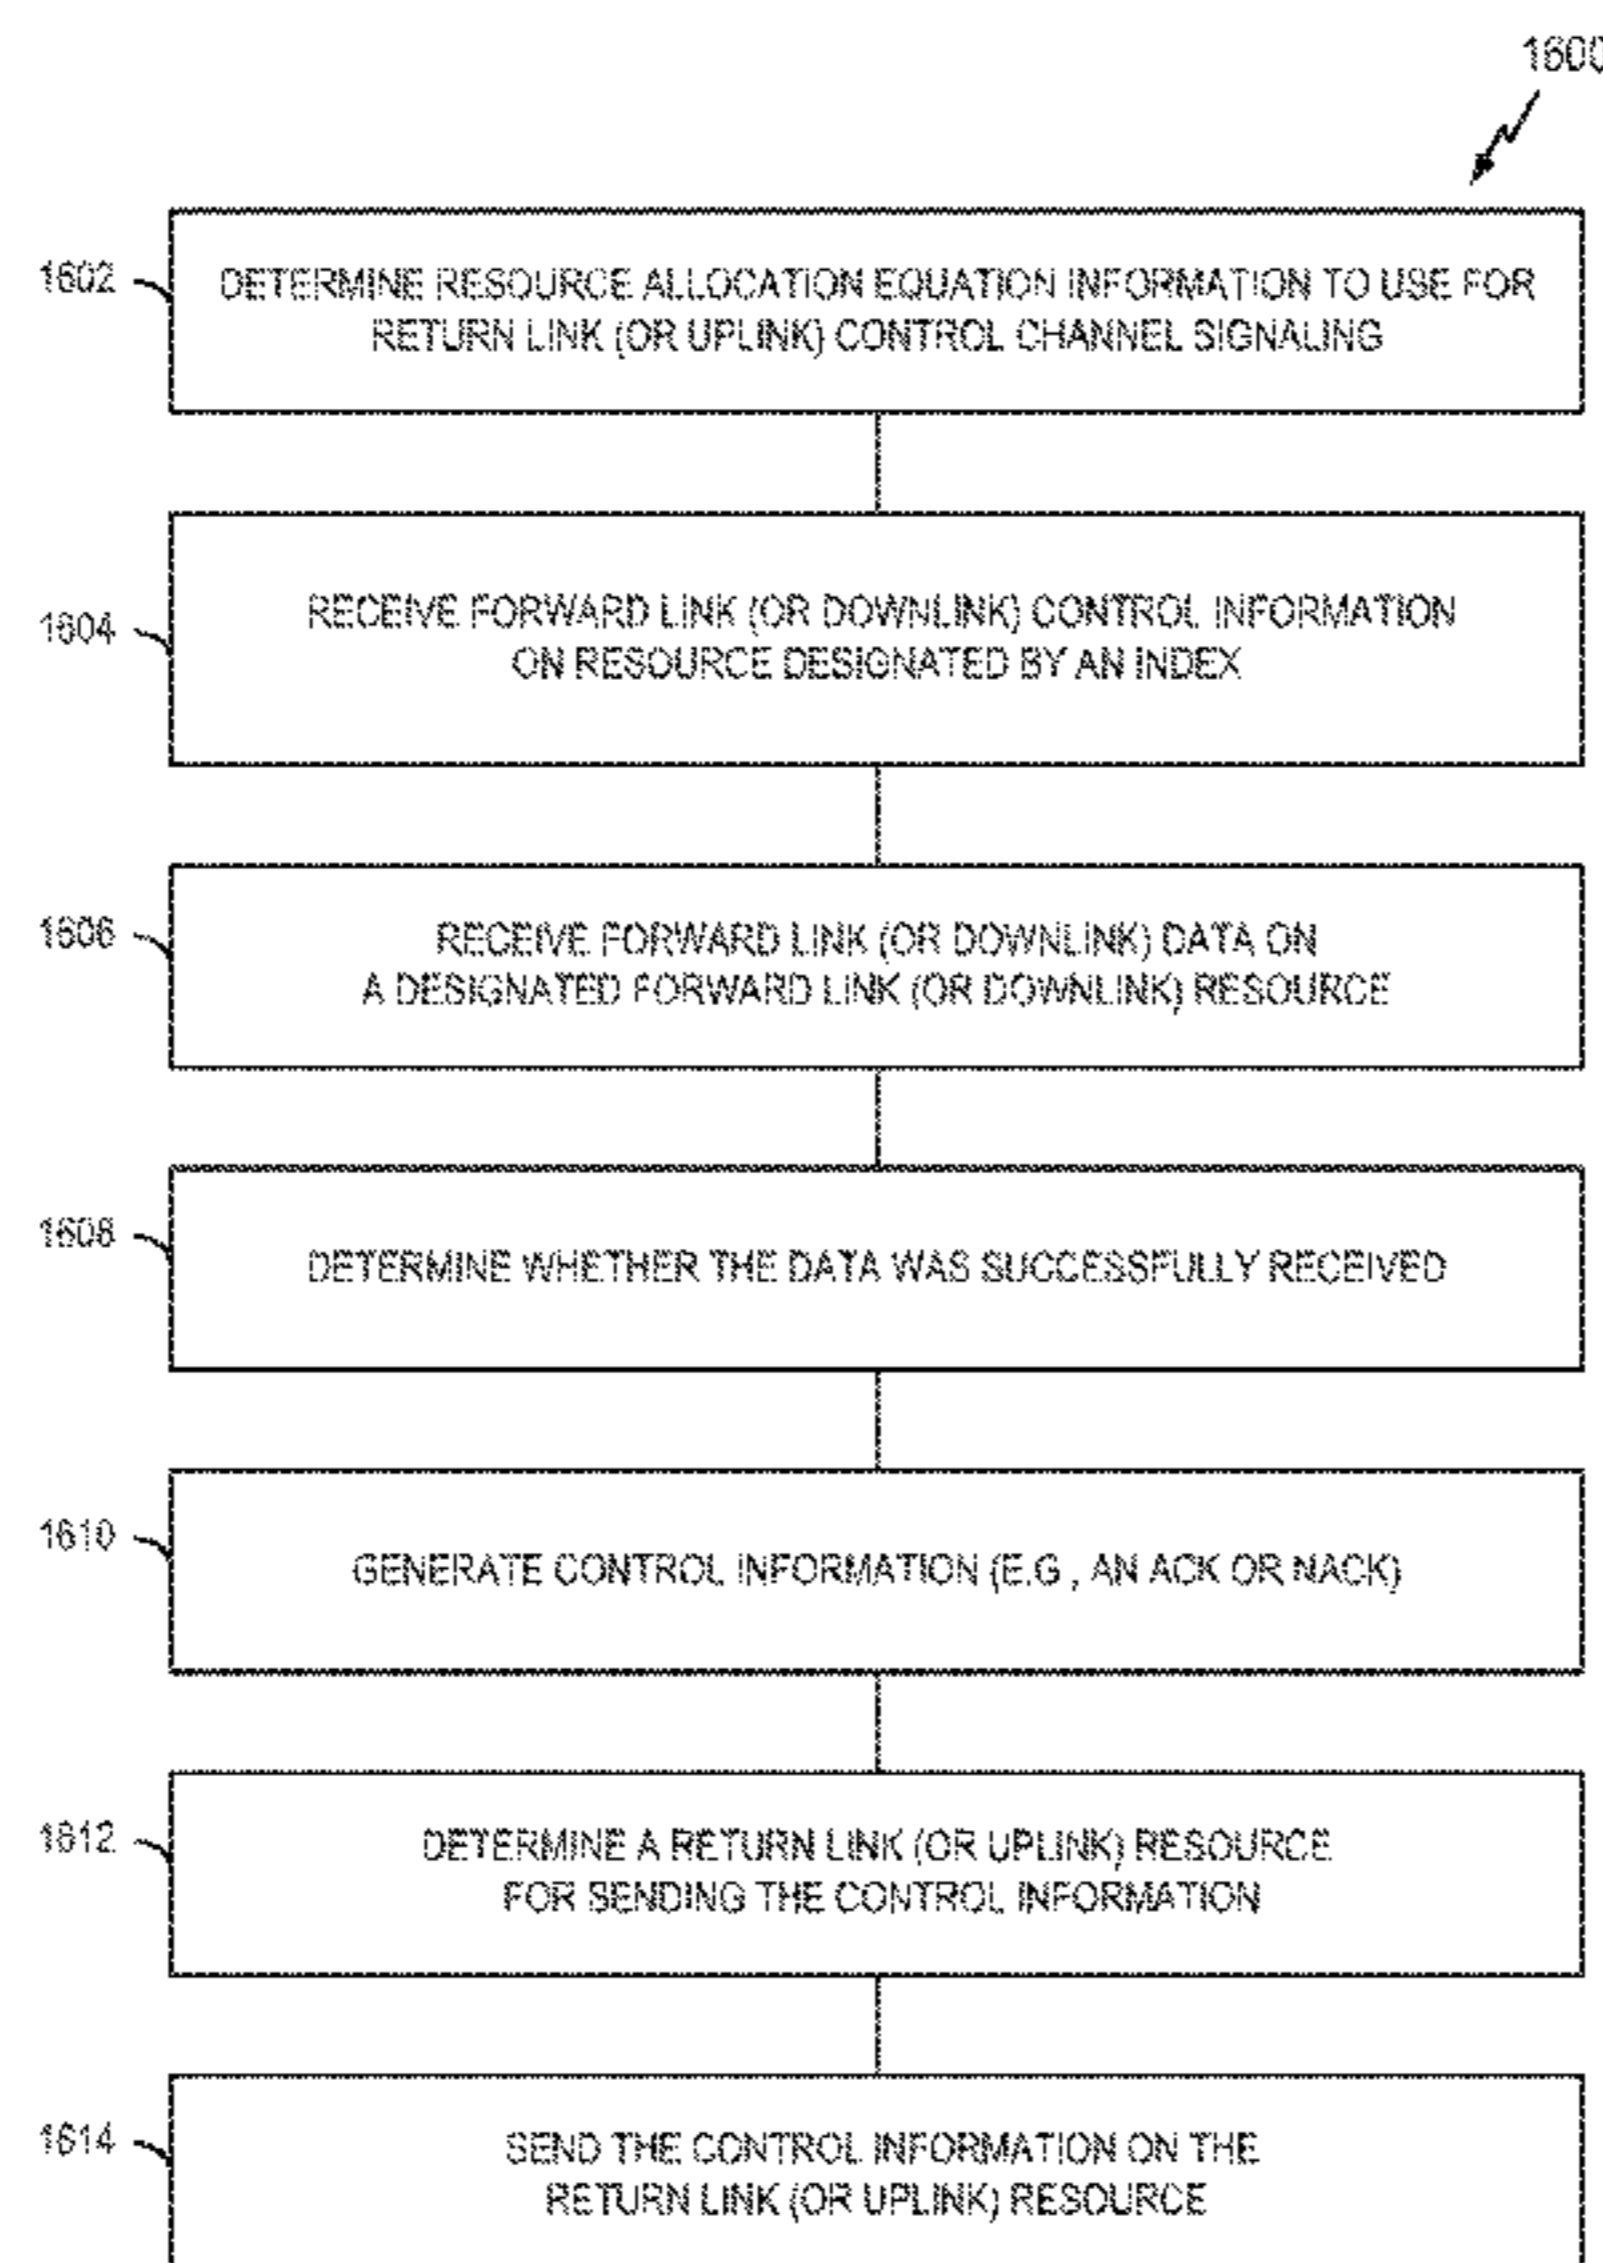 1600
1602
DETERMINE RESOURCE ALLOCATION EQUATION INFORMATION TO USE FOR
RETURN LINK (OR UPLINK) CONTROL CHANNEL SIGNALING
1604
RECEIVE FORWARD LINK (OR DOWNLINK) CONTROL INFORMATION
ON RESOURCE DESIGNATED BY AN INDEX
1606
RECEIVE FORWARD LINK (OR DOWNLINK) DATA ON
A DESIGNATED FORWARD LINK (OR DOWNLINK) RESOURCE
1608
DETERMINE WHETHER THE DATA WAS SUCCESSFULLY RECEIVED
1610
GENERATE CONTROL INFORMATION (E.G., AN ACK OR NACK)
1612
DETERMINE A RETURN LINK (OR UPLINK) RESOURCE
FOR SENDING THE CONTROL INFORMATION
1614
SEND THE CONTROL INFORMATION ON THE
RETURN LINK (OR UPLINK) RESOURCE